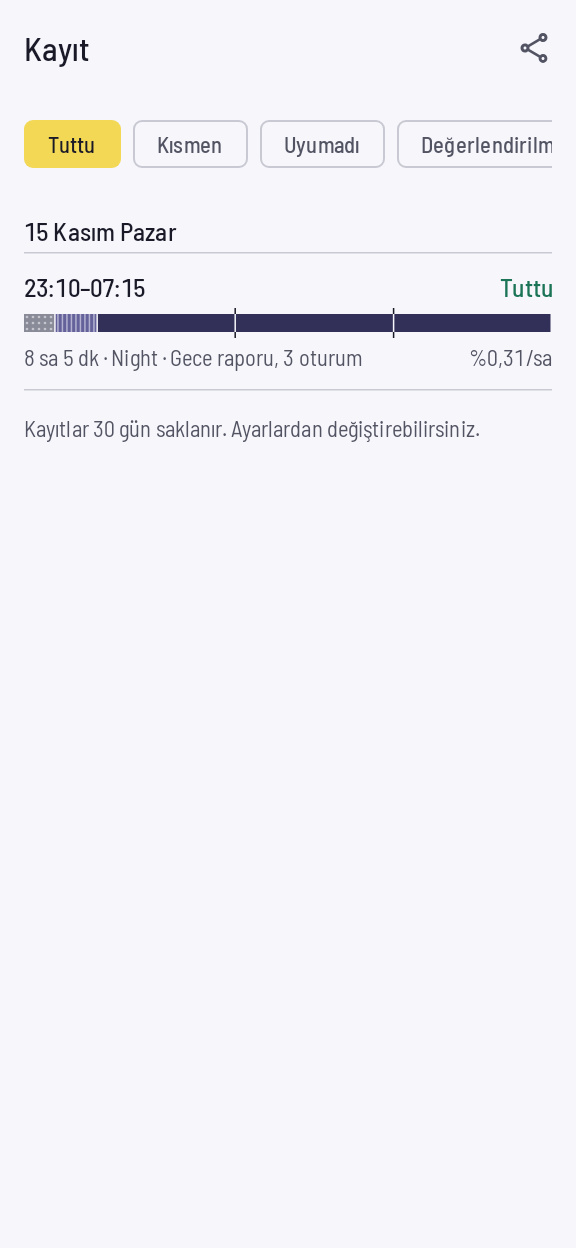 Kayıt
Tuttu
Kısmen
Uyumadı
Değerlendirilm
15 Kasım Pazar
23:10–07:15
Tuttu
8 sa 5 dk · Night · Gece raporu, 3 oturum
%0,31/sa
Kayıtlar 30 gün saklanır. Ayarlardan değiştirebilirsiniz.